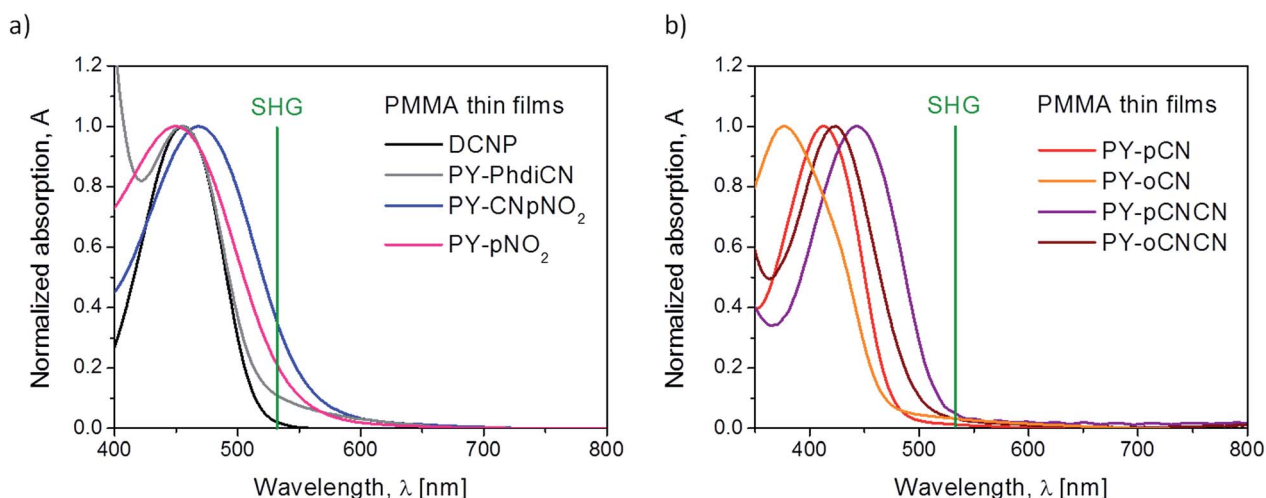 a)
Normalized absorption, A
1.2
1.0
0.8
0.6
0.4
0.2
0.0
SHG
PMMA thin films
DCNP
PY-PhdiCN
PY-CNpNO₂
PY-pNO₂
400 500 600 700 800
Wavelength, λ [nm]
b)
Normalized absorption, A
1.2
1.0
0.8
0.6
0.4
0.2
0.0
SHG
PMMA thin films
PY-pCN
PY-oCN
PY-pCNCN
PY-oCNCN
400 500 600 700 800
Wavelength, λ [nm]